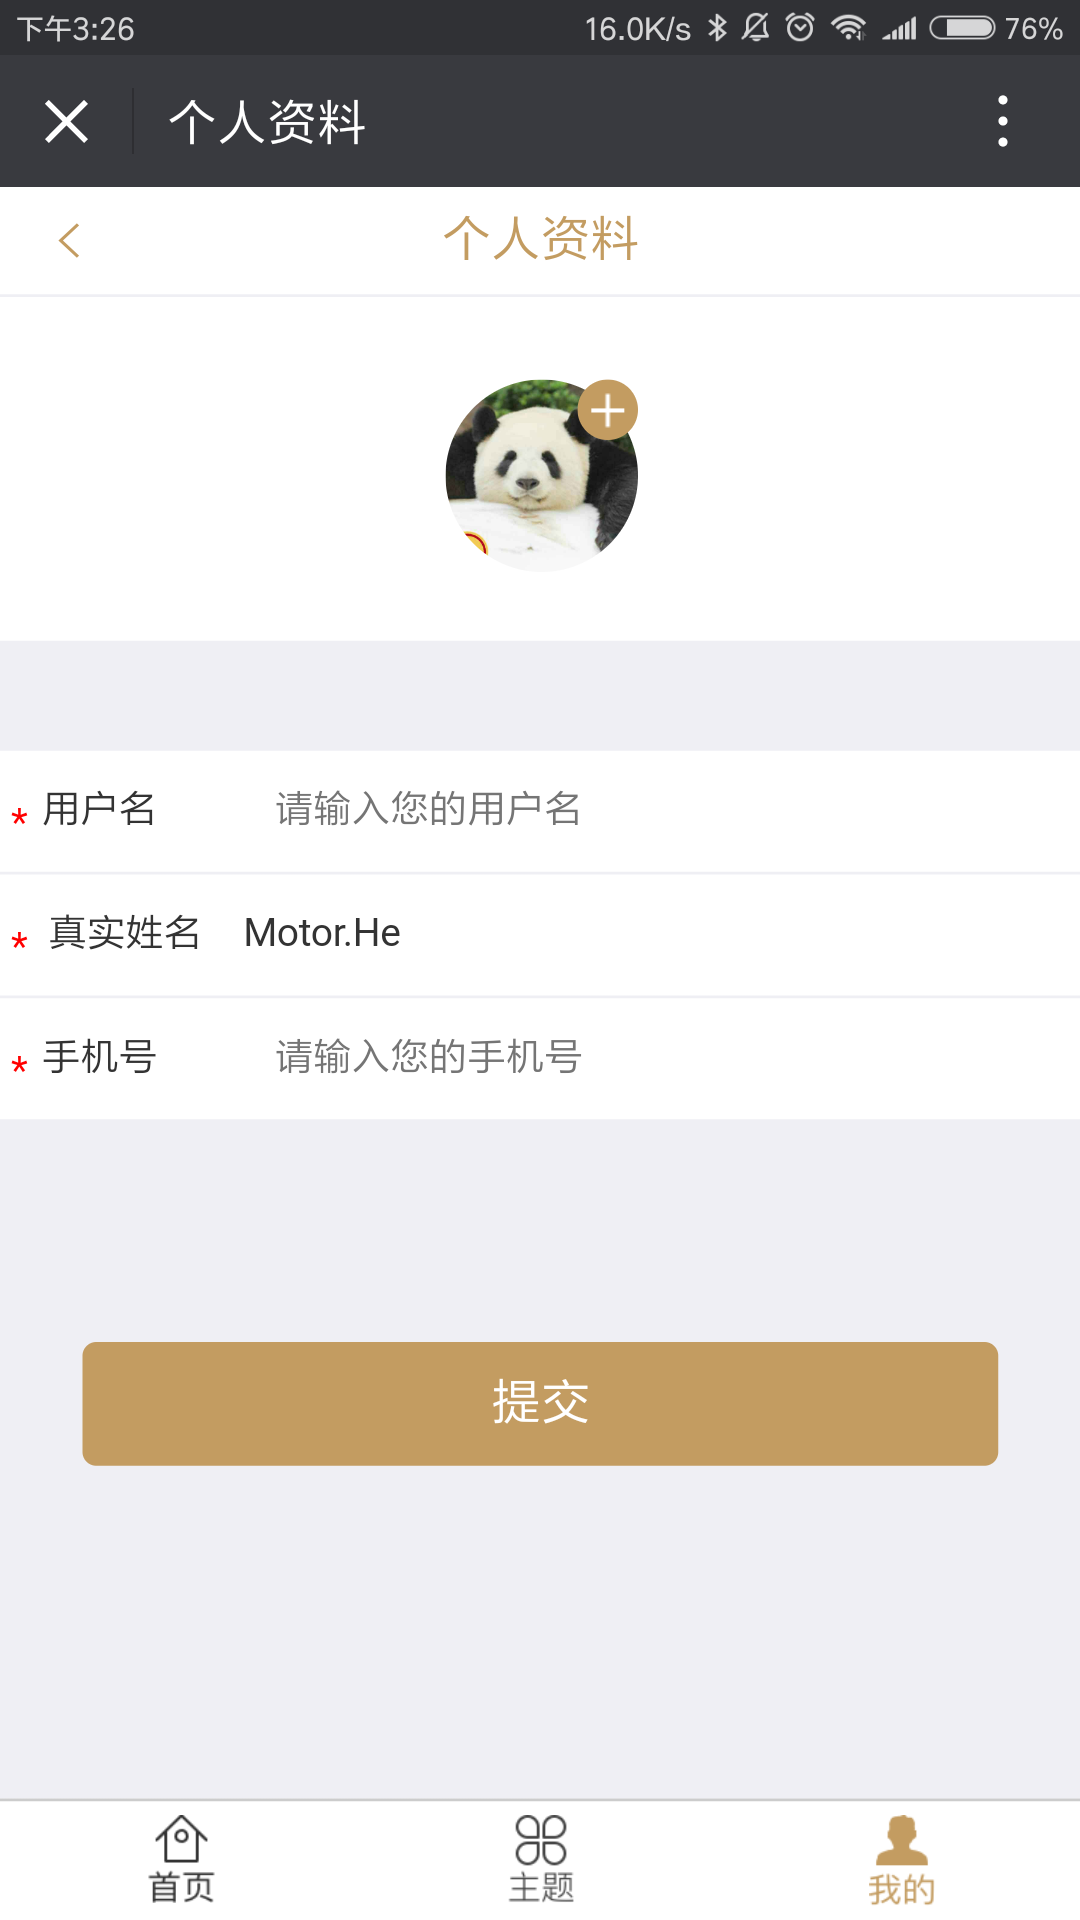 下午3:26 16.0K/s 76%
个人资料
个人资料
* 用户名 请输入您的用户名
* 真实姓名 Motor.He
* 手机号 请输入您的手机号
提交
首页 主题 我的